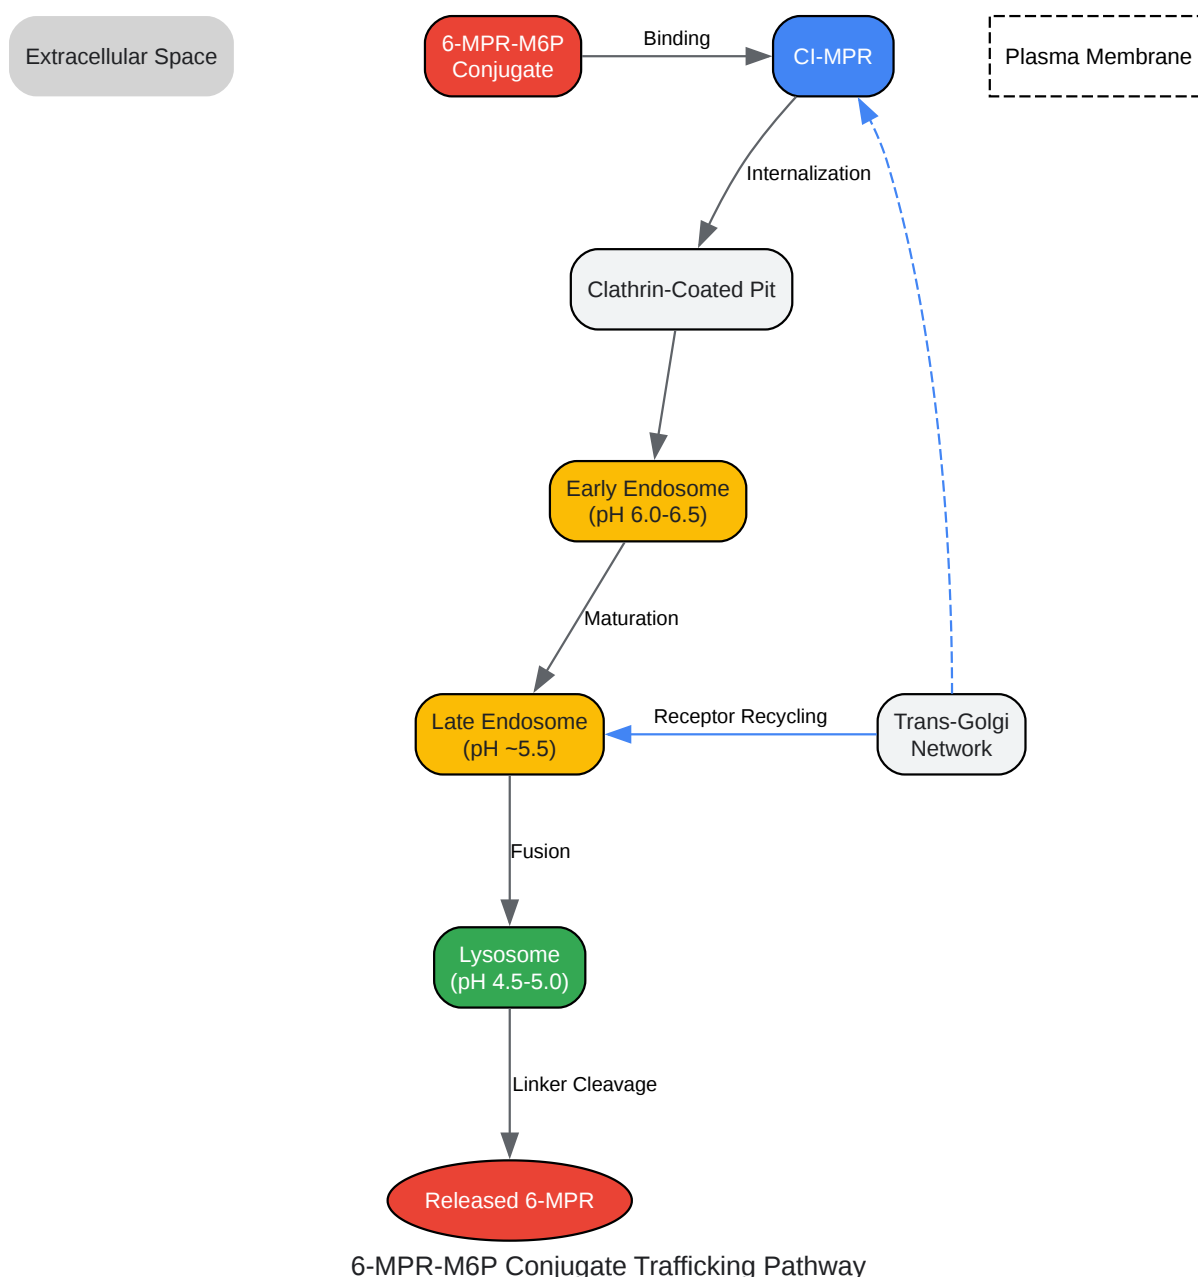 Extracellular Space
6-MPR-M6P
Conjugate
Binding
CI-MPR
Plasma Membrane
Internalization
Clathrin-Coated Pit
Early Endosome
(pH 6.0-6.5)
Maturation
Late Endosome
(pH ~5.5)
Receptor Recycling
Trans-Golgi
Network
Fusion
Lysosome
(pH 4.5-5.0)
Linker Cleavage
Released 6-MPR
6-MPR-M6P Conjugate Trafficking Pathway